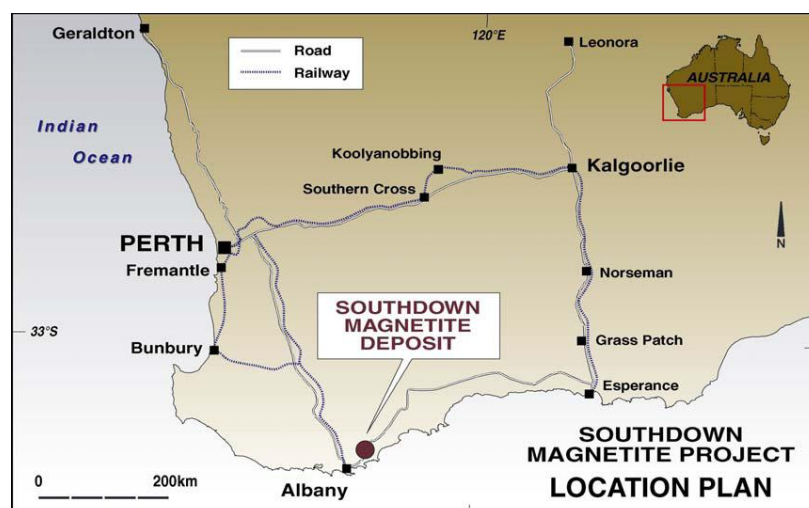 Geraldton
120°E
Leonora
Road
Railway
AUSTRALIA
Indian
Ocean
Koolyanobbing
Kalgoorlie
Southern Cross
PERTH
N
Fremantle
Norseman
SOUTHDOWN
MAGNETITE
DEPOSIT
33°S
Bunbury
Grass Patch
Esperance
SOUTHDOWN
MAGNETITE PROJECT
LOCATION PLAN
0 200km
Albany